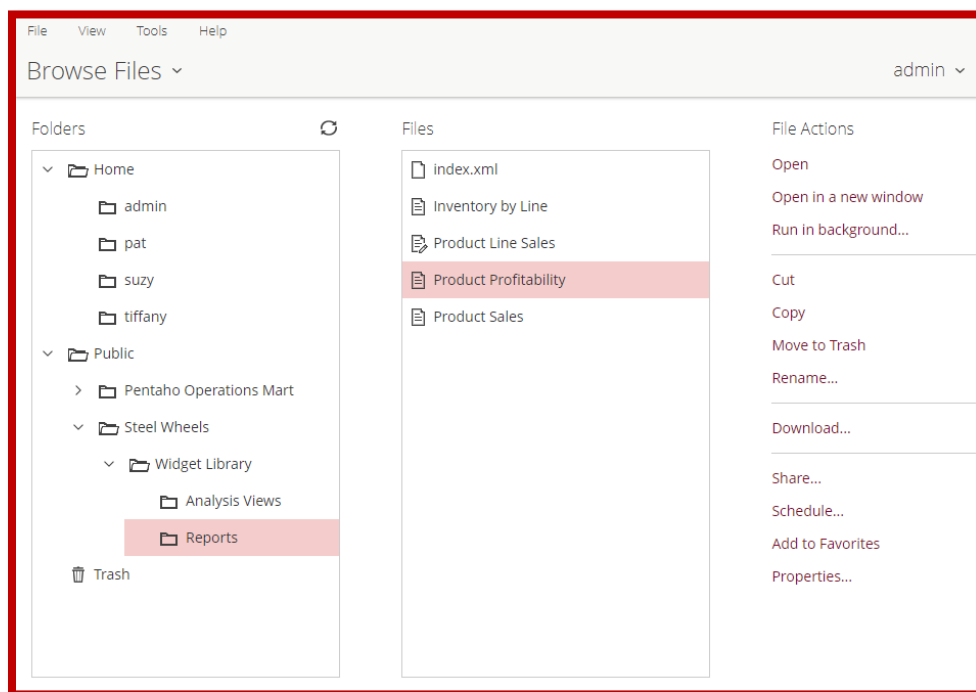 File View Tools Help
Browse Files
admin
Folders
Home
admin
pat
suzy
tiffany
Public
Pentaho Operations Mart
Steel Wheels
Widget Library
Analysis Views
Reports
Trash
Files
index.xml
Inventory by Line
Product Line Sales
Product Profitability
Product Sales
File Actions
Open
Open in a new window
Run in background...
Cut
Copy
Move to Trash
Rename...
Download...
Share...
Schedule...
Add to Favorites
Properties...